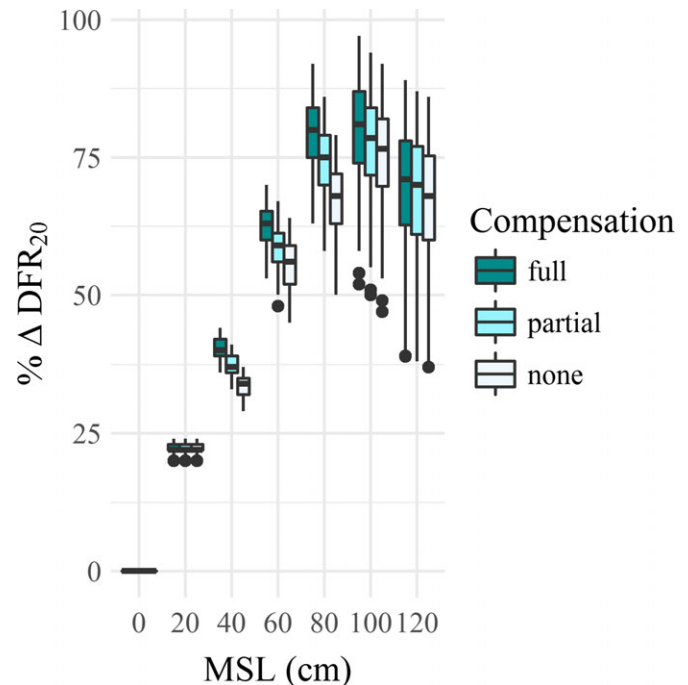 100
75
50
25
0
% Δ DFR₂₀
0 20 40 60 80 100 120
MSL (cm)
Compensation
full
partial
none